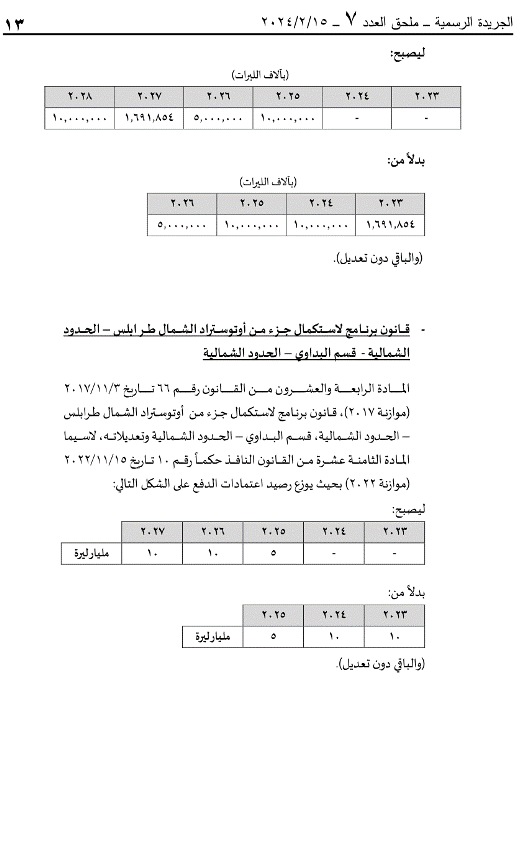 الجريدة الرسمية – ملحق العدد ٧ – ٢٠٢٤/٢/١٥ ١٣
ليصبح:
(بآلاف الليرات)
٢٠٢٣ ٢٠٢٤ ٢٠٢٥ ٢٠٢٦ ٢٠٢٧ ٢٠٢٨
- - ١٠,٠٠٠,٠٠٠ ٥,٠٠٠,٠٠٠ ١,٦٩١,٨٥٤ ١٠,٠٠٠,٠٠٠
بدلاً من:
(بآلاف الليرات)
٢٠٢٣ ٢٠٢٤ ٢٠٢٥ ٢٠٢٦
١,٦٩١,٨٥٤ ١٠,٠٠٠,٠٠٠ ١٠,٠٠٠,٠٠٠ ٥,٠٠٠,٠٠٠
(والباقي دون تعديل).
- قانون برنامج لاستكمال جزء من أوتوستراد الشمال طرابلس – الحدود
الشمالية - قسم البداوي – الحدود الشمالية
المادة الرابعة والعشرون من القانون رقم ٦٦ تاريخ ٢٠١٧/١١/٣
(موازنة ٢٠١٧)، قانون برنامج لاستكمال جزء من أوتوستراد الشمال طرابلس
– الحدود الشمالية، قسم البداوي – الحدود الشمالية وتعديلاته، لاسيما
المادة الثامنة عشرة من القانون النافذ حكماً رقم ١٠ تاريخ ٢٠٢٢/١١/١٥
(موازنة ٢٠٢٢) بحيث يوزع رصيد اعتمادات الدفع على الشكل التالي:
ليصبح:
٢٠٢٣ ٢٠٢٤ ٢٠٢٥ ٢٠٢٦ ٢٠٢٧
- - ٥ ١٠ ١٠ مليار ليرة
بدلاً من:
٢٠٢٣ ٢٠٢٤ ٢٠٢٥
١٠ ١٠ ٥ مليار ليرة
(والباقي دون تعديل).